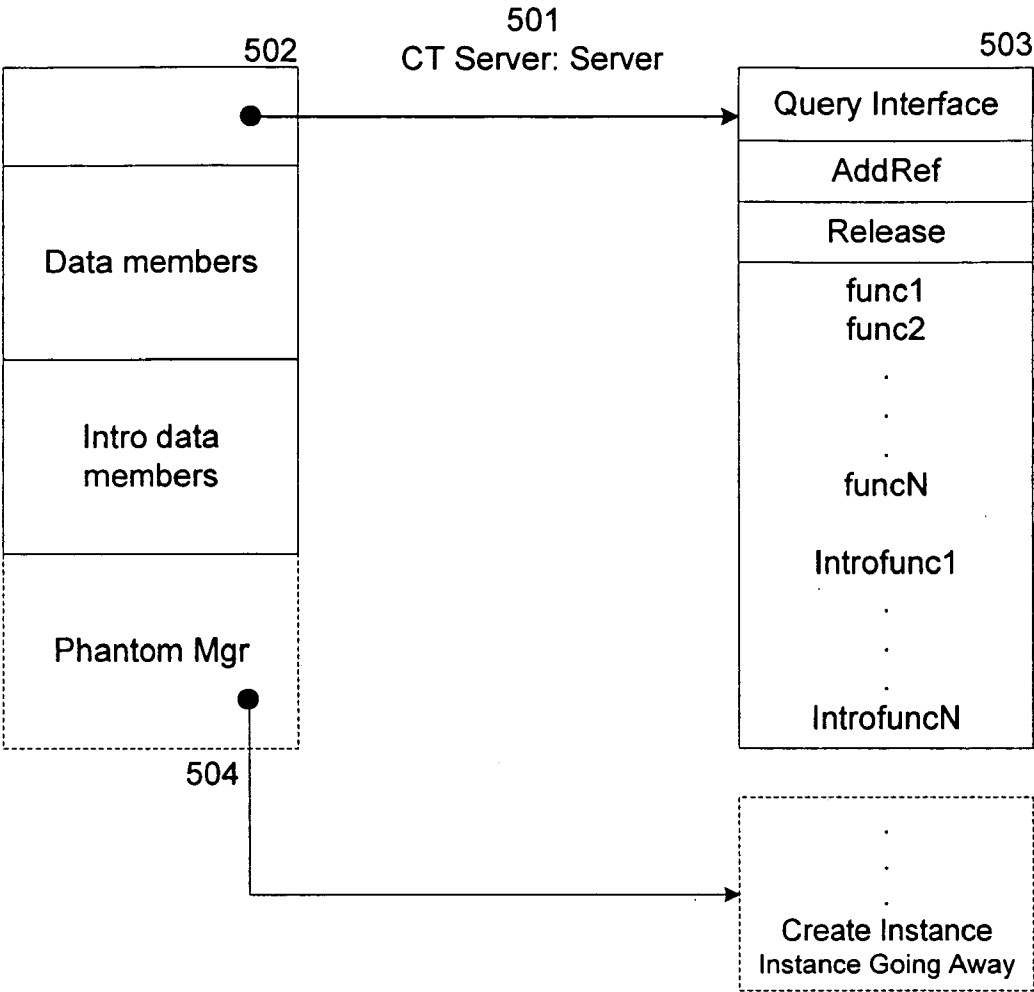 501
CT Server: Server
502
503
Query Interface
AddRef
Release
Data members
func1
func2
.
.
.
funcN
Intro data
members
Introfunc1
.
.
.
IntrofuncN
Phantom Mgr
504
.
.
.
Create Instance
Instance Going Away